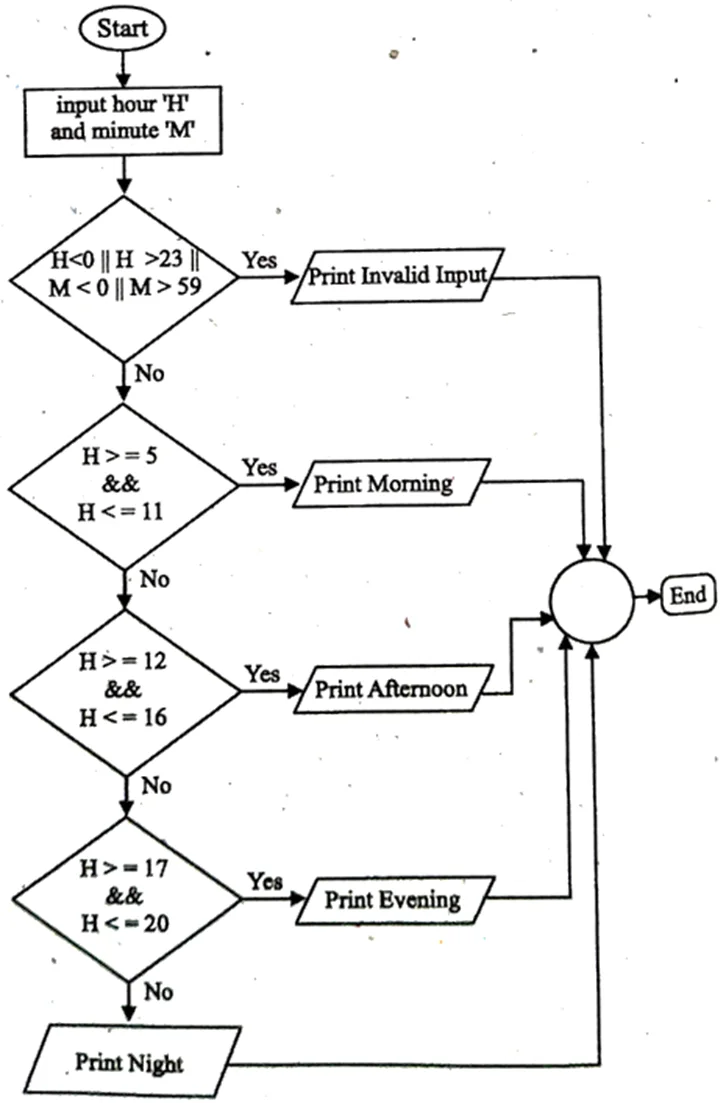 Start
input hour 'H'
and minute 'M'
H<0 || H >23 ||
M < 0 || M > 59
Yes
Print Invalid Input
No
H > = 5
&&
H < = 11
Yes
Print Morning
No
H > = 12
&&
H < = 16
Yes
Print Afternoon
End
No
H > = 17
&&
H < = 20
Yes
Print Evening
No
Print Night